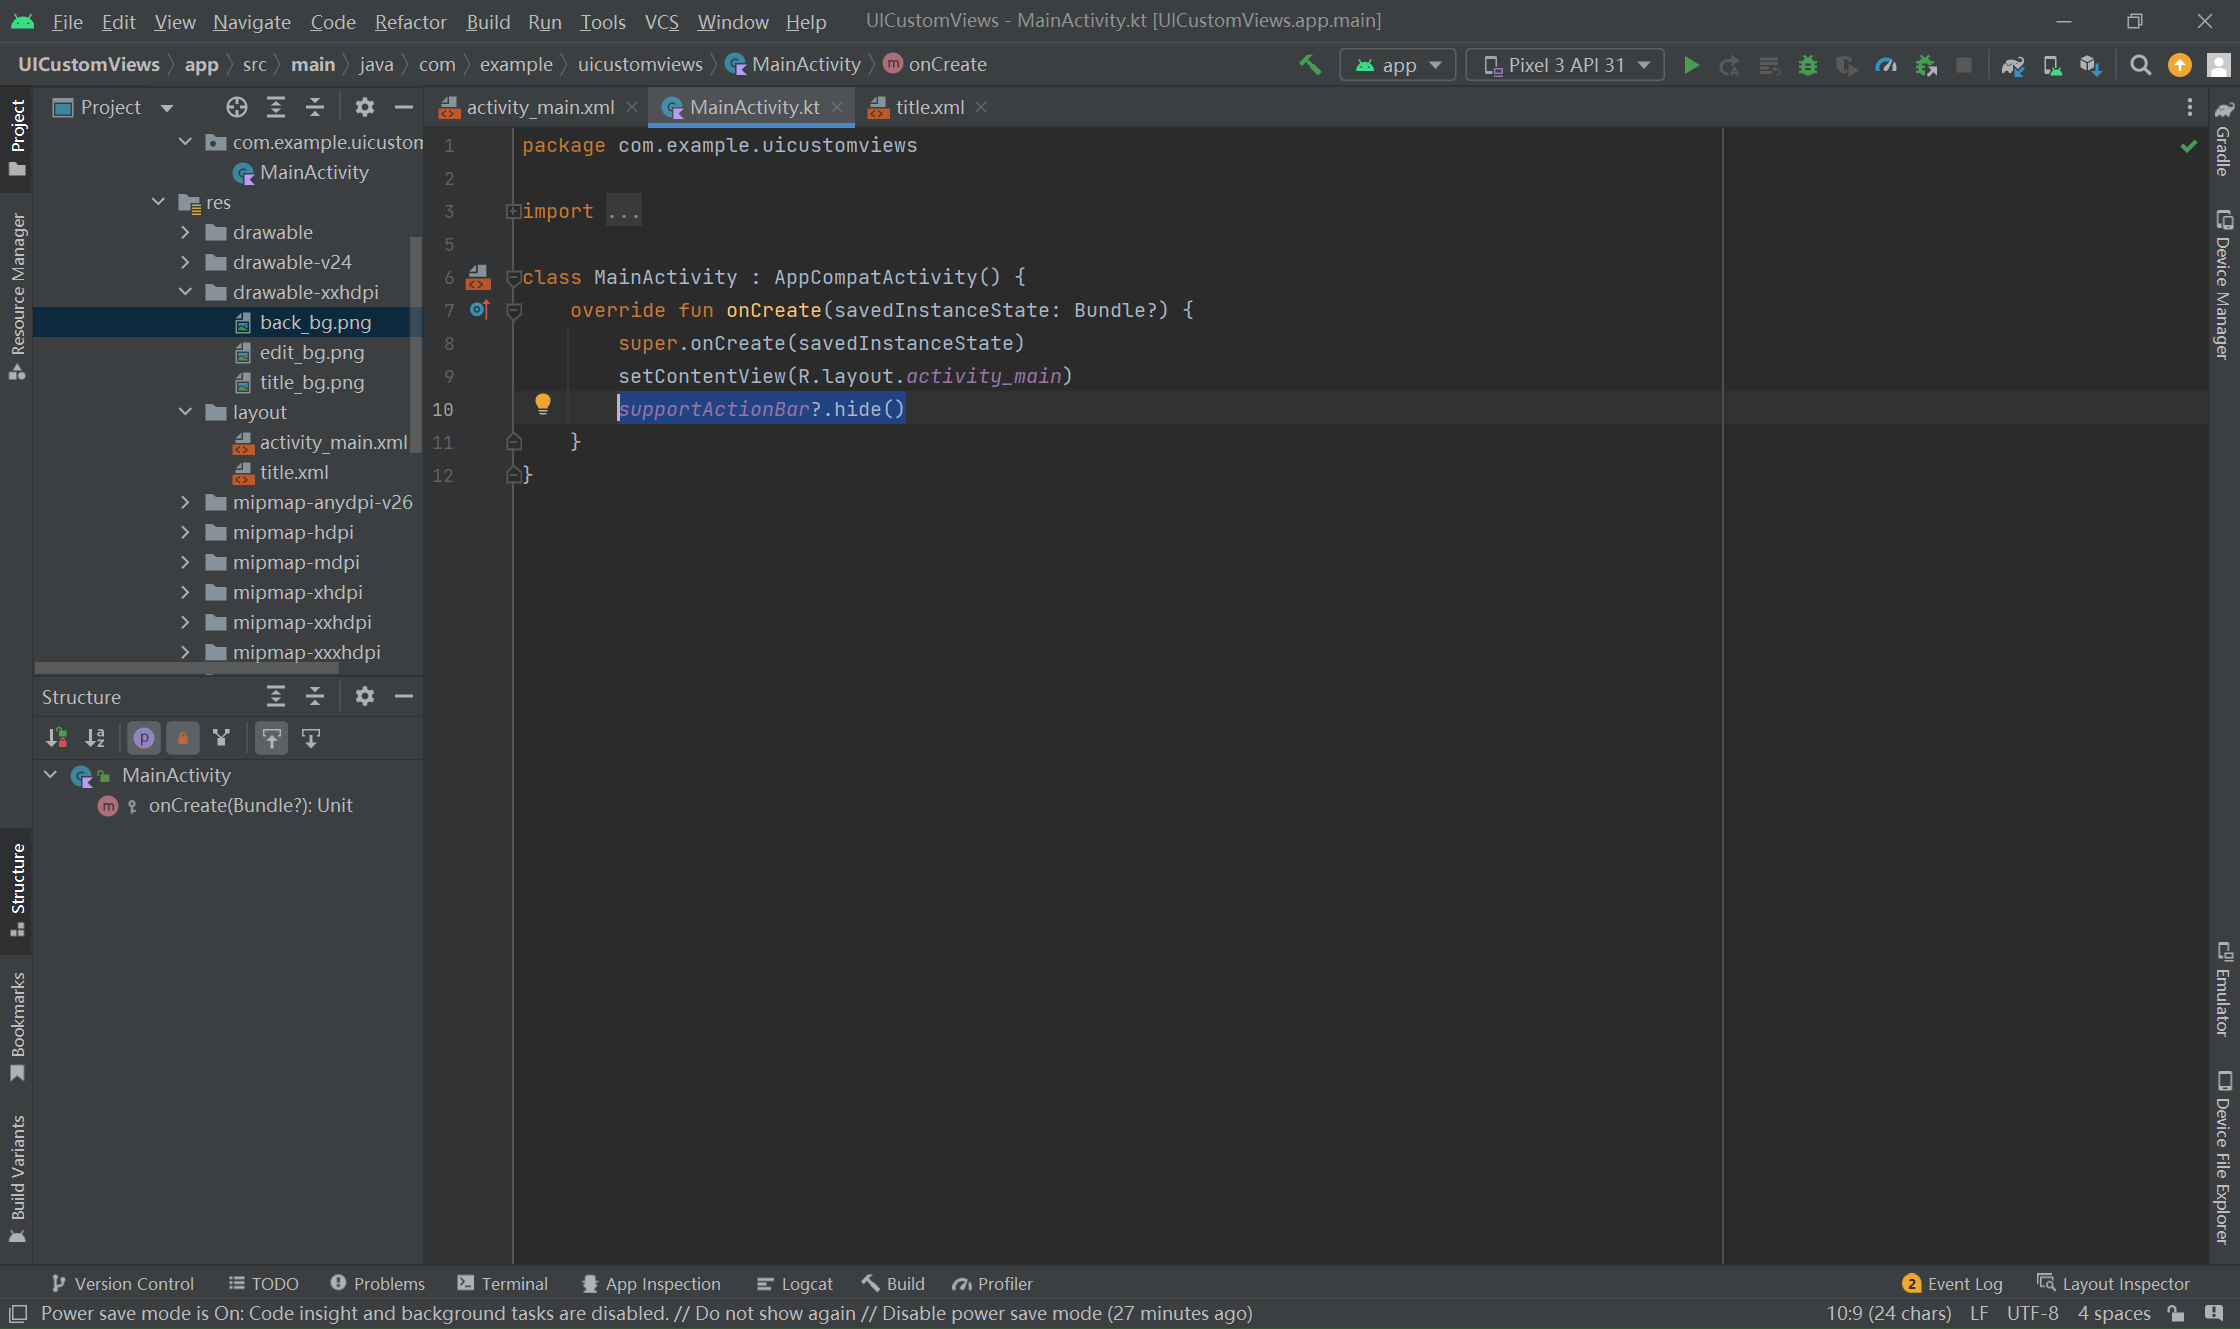 File Edit View Navigate Code Refactor Build Run Tools VCS Window Help UICustomViews - MainActivity.kt [UICustomViews.app.main]
UICustomViews app src main java com example uicustomviews MainActivity onCreate app Pixel 3 API 31
Project activity_main.xml MainActivity.kt title.xml
com.example.uicustom
MainActivity
res
drawable
drawable-v24
drawable-xxhdpi
back_bg.png
edit_bg.png
title_bg.png
layout
activity_main.xml
title.xml
mipmap-anydpi-v26
mipmap-hdpi
mipmap-mdpi
mipmap-xhdpi
mipmap-xxhdpi
mipmap-xxxhdpi
Structure
MainActivity
onCreate(Bundle?): Unit
1 package com.example.uicustomviews
2
3 import ...
5
6 class MainActivity : AppCompatActivity() {
7 override fun onCreate(savedInstanceState: Bundle?) {
8 super.onCreate(savedInstanceState)
9 setContentView(R.layout.activity_main)
10 supportActionBar?.hide()
11 }
12 }
Project
Resource Manager
Structure
Bookmarks
Build Variants
Gradle
Device Manager
Emulator
Device File Explorer
Version Control TODO Problems Terminal App Inspection Logcat Build Profiler 2 Event Log Layout Inspector
Power save mode is On: Code insight and background tasks are disabled. // Do not show again // Disable power save mode (27 minutes ago) 10:9 (24 chars) LF UTF-8 4 spaces